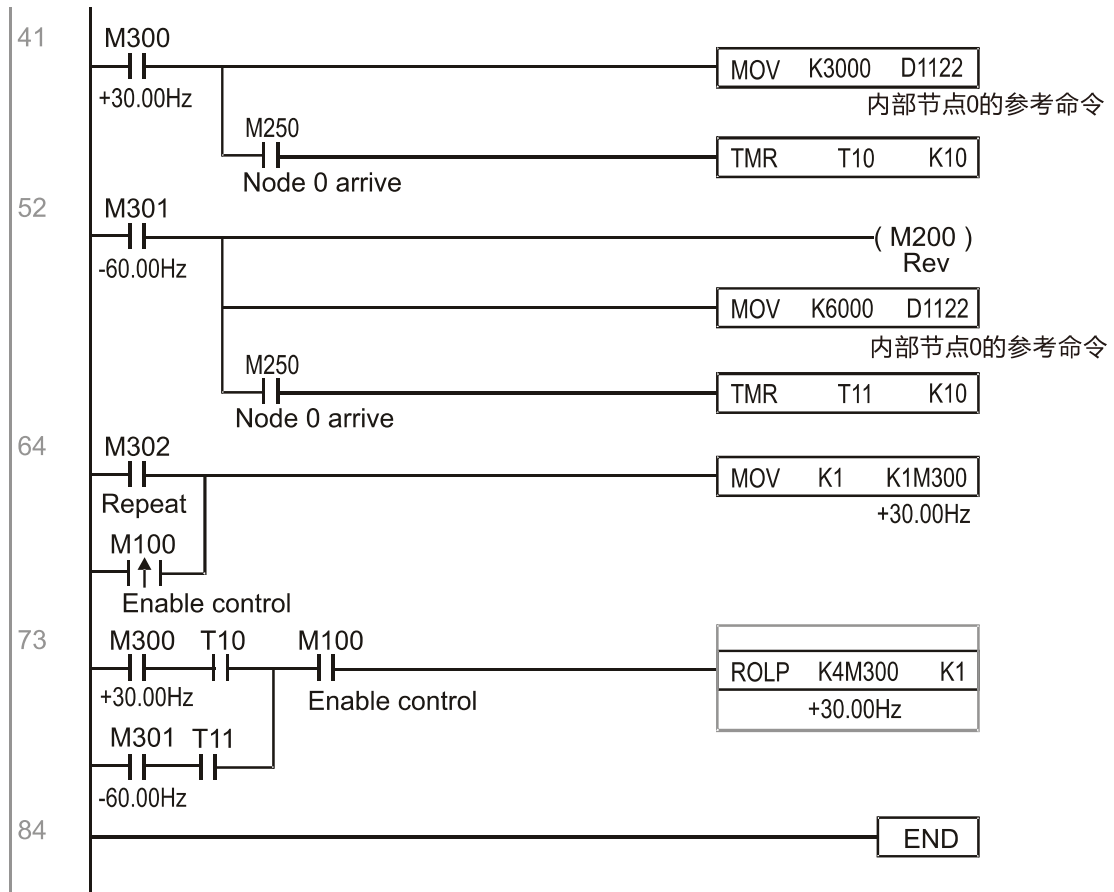 41
M300
+30.00Hz
MOV K3000 D1122
内部节点0的参考命令
M250
Node 0 arrive
TMR T10 K10
52
M301
-60.00Hz
( M200 )
Rev
MOV K6000 D1122
内部节点0的参考命令
M250
Node 0 arrive
TMR T11 K10
64
M302
Repeat
MOV K1 K1M300
+30.00Hz
M100
Enable control
73
M300 T10 M100
+30.00Hz
Enable control
ROLP K4M300 K1
+30.00Hz
M301 T11
-60.00Hz
84
END